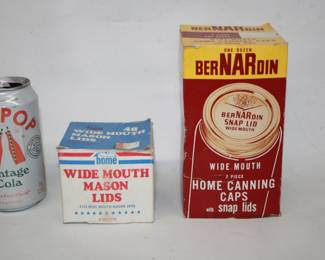 POP
ntage
Cola
48
WIDE MOUTH
MASON
LIDS
home
WIDE MOUTH
MASON
LIDS
ONE DOZEN
BERNARDIN
BERNARDIN
SNAP LID
WIDE MOUTH
WIDE MOUTH
2 PIECE
HOME CANNING
CAPS
with snap lids